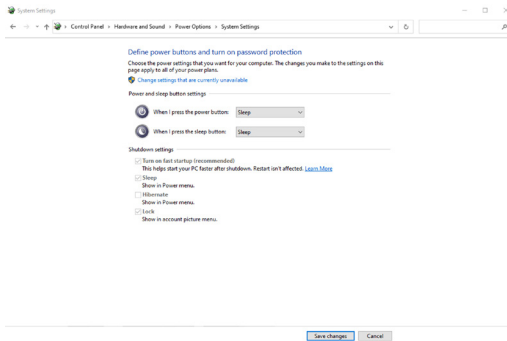 System Settings
Control Panel > Hardware and Sound > Power Options > System Settings
Define power buttons and turn on password protection
Choose the power settings that you want for your computer. The changes you make to the settings on this
page apply to all of your power plans.
Change settings that are currently unavailable
Power and sleep button settings
When I press the power button: Sleep
When I press the sleep button: Sleep
Shutdown settings
Turn on fast startup (recommended)
This helps start your PC faster after shutdown. Restart isn't affected. Learn More
Sleep
Show in Power menu.
Hibernate
Show in Power menu.
Lock
Show in account picture menu.
Save changes Cancel